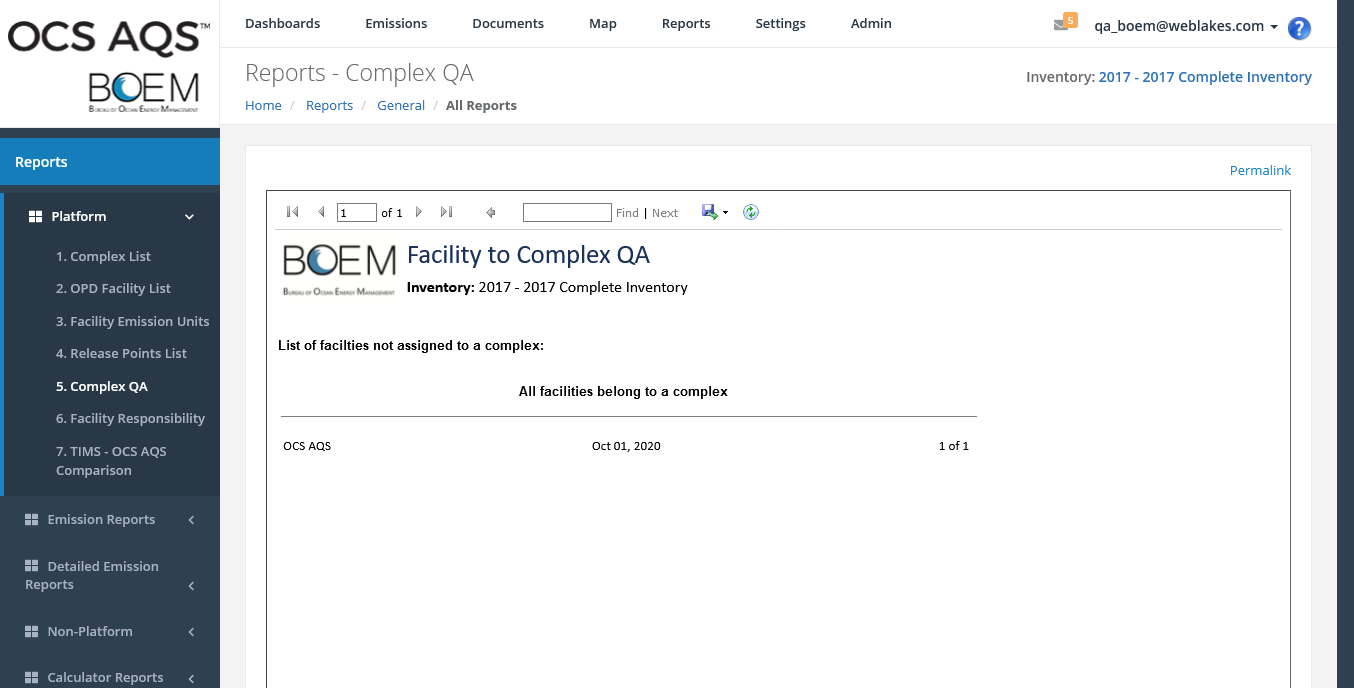 OCS AQS™
BOEM
Bureau of Ocean Energy Management
Dashboards Emissions Documents Map Reports Settings Admin
5
qa_boem@weblakes.com
?
Reports - Complex QA
Inventory: 2017 - 2017 Complete Inventory
Home / Reports / General / All Reports
Reports
Platform
1. Complex List
2. OPD Facility List
3. Facility Emission Units
4. Release Points List
5. Complex QA
6. Facility Responsibility
7. TIMS - OCS AQS
Comparison
Emission Reports
Detailed Emission
Reports
Non-Platform
Calculator Reports
Permalink
1 of 1 Find | Next
BOEM
Bureau of Ocean Energy Management
Facility to Complex QA
Inventory: 2017 - 2017 Complete Inventory
List of facilties not assigned to a complex:
All facilities belong to a complex
OCS AQS Oct 01, 2020 1 of 1